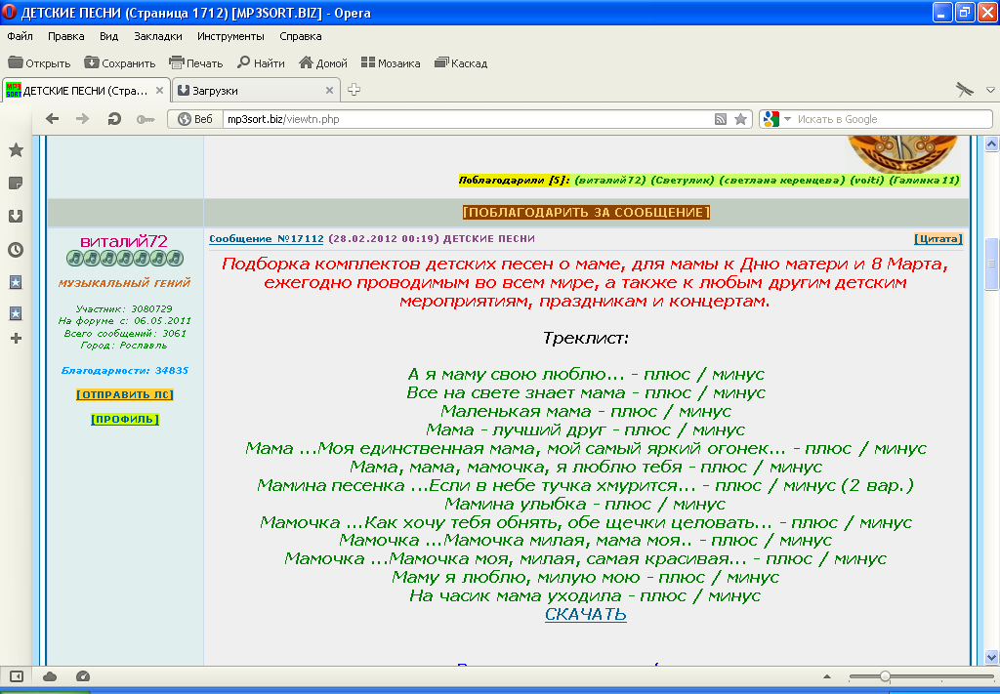 ДЕТСКИЕ ПЕСНИ (Страница 1712) [MP3SORT.BIZ] - Opera
Файл Правка Вид Закладки Инструменты Справка
Открыть Сохранить Печать Найти Домой Мозаика Каскад
MP3 SORT ДЕТСКИЕ ПЕСНИ (Стра... Загрузки
Веб mp3sort.biz/viewtn.php Искать в Google
Поблагодарили [5]: (виталий72) (Светулик) (светлана керенцева) (voiti) (Галинка11)
[ПОБЛАГОДАРИТЬ ЗА СООБЩЕНИЕ]
виталий72
МУЗЫКАЛЬНЫЙ ГЕНИЙ
Участник: 3080729
На форуме с: 06.05.2011
Всего сообщений: 3061
Город: Рославль
Благодарности: 34835
[ОТПРАВИТЬ ЛС]
[ПРОФИЛЬ]
Сообщение №17112 (28.02.2012 00:19) ДЕТСКИЕ ПЕСНИ [Цитата]
Подборка комплектов детских песен о маме, для мамы к Дню матери и 8 Марта,
ежегодно проводимым во всем мире, а также к любым другим детским
мероприятиям, праздникам и концертам.
Треклист:
А я маму свою люблю... - плюс / минус
Все на свете знает мама - плюс / минус
Маленькая мама - плюс / минус
Мама - лучший друг - плюс / минус
Мама ...Моя единственная мама, мой самый яркий огонек... - плюс / минус
Мама, мама, мамочка, я люблю тебя - плюс / минус
Мамина песенка ...Если в небе тучка хмурится... - плюс / минус (2 вар.)
Мамина улыбка - плюс / минус
Мамочка ...Как хочу тебя обнять, обе щечки целовать... - плюс / минус
Мамочка ...Мамочка милая, мама моя.. - плюс / минус
Мамочка ...Мамочка моя, милая, самая красивая... - плюс / минус
Маму я люблю, милую мою - плюс / минус
На часик мама уходила - плюс / минус
СКАЧАТЬ